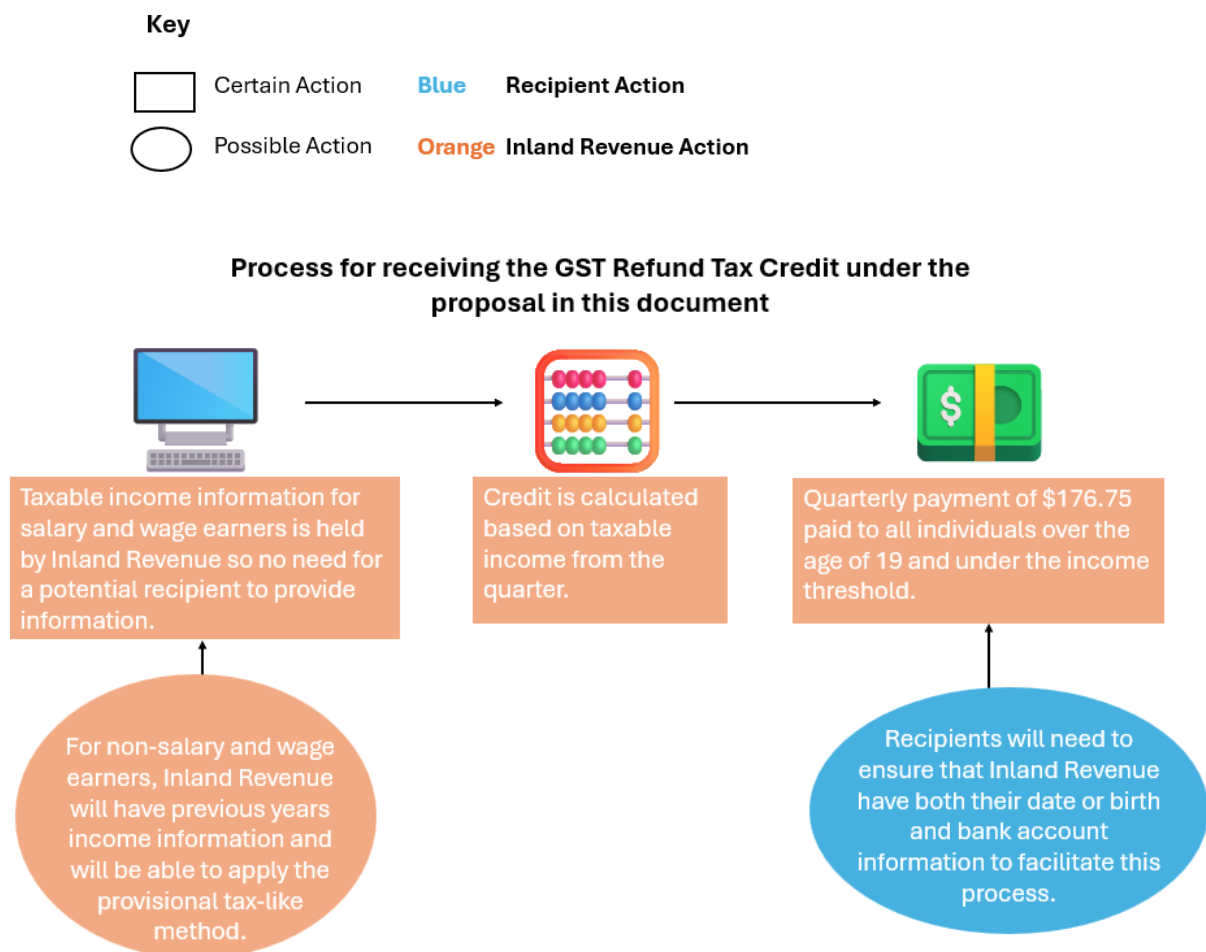 Key
Certain Action
Blue Recipient Action
Possible Action
Orange Inland Revenue Action
Process for receiving the GST Refund Tax Credit under the
proposal in this document
$
Taxable income information for
salary and wage earners is held
by Inland Revenue so no need for
a potential recipient to provide
information.
Credit is calculated
based on taxable
income from the
quarter.
Quarterly payment of $176.75
paid to all individuals over the
age of 19 and under the income
threshold.
For non-salary and wage
earners, Inland Revenue
will have previous years
income information and
will be able to apply the
provisional tax-like
method.
Recipients will need to
ensure that Inland Revenue
have both their date or birth
and bank account
information to facilitate this
process.